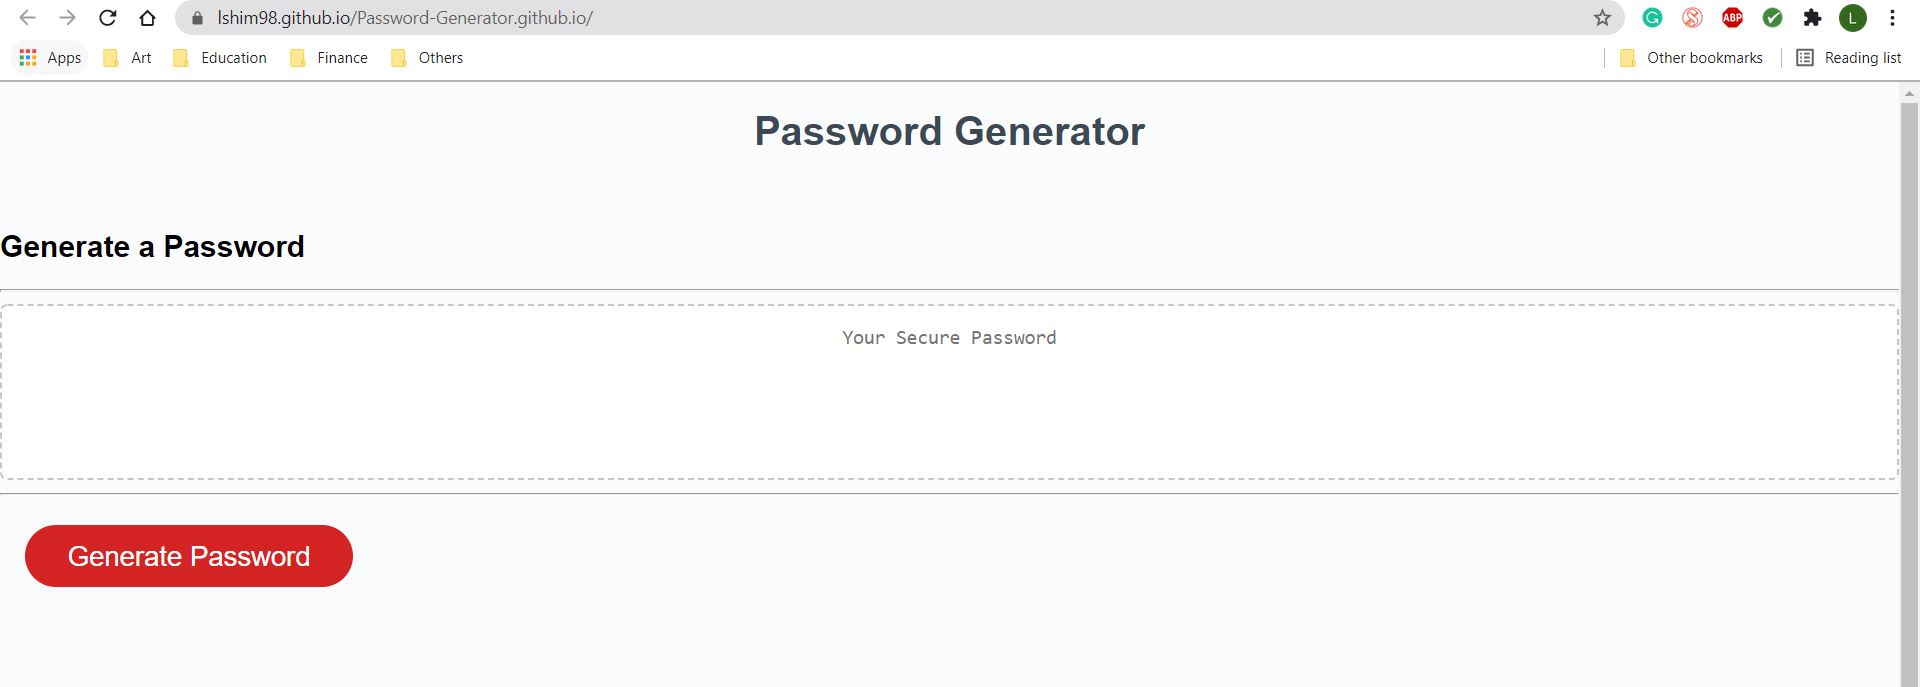 lshim98.github.io/Password-Generator.github.io/
ABP
L
Apps Art Education Finance Others Other bookmarks Reading list
Password Generator
Generate a Password
Your Secure Password
Generate Password